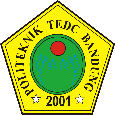 POLITEKNIK TEDC BANDUNG
2001